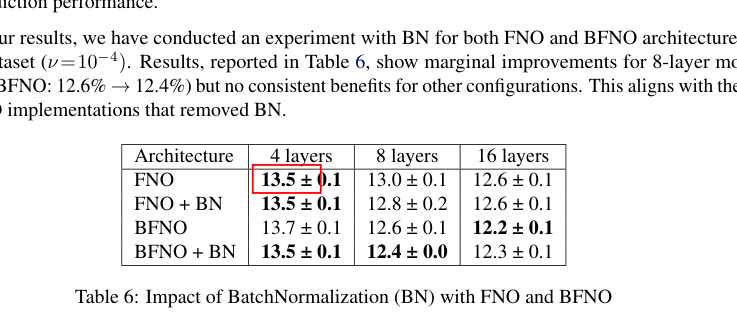 uction performance.
ur results, we have conducted an experiment with BN for both FNO and BFNO architecture
taset (ν=10⁻⁴). Results, reported in Table 6, show marginal improvements for 8-layer mo
BFNO: 12.6% → 12.4%) but no consistent benefits for other configurations. This aligns with the
O implementations that removed BN.
Architecture 4 layers 8 layers 16 layers
FNO 13.5 ± 0.1 13.0 ± 0.1 12.6 ± 0.1
FNO + BN 13.5 ± 0.1 12.8 ± 0.2 12.6 ± 0.1
BFNO 13.7 ± 0.1 12.6 ± 0.1 12.2 ± 0.1
BFNO + BN 13.5 ± 0.1 12.4 ± 0.0 12.3 ± 0.1
Table 6: Impact of BatchNormalization (BN) with FNO and BFNO